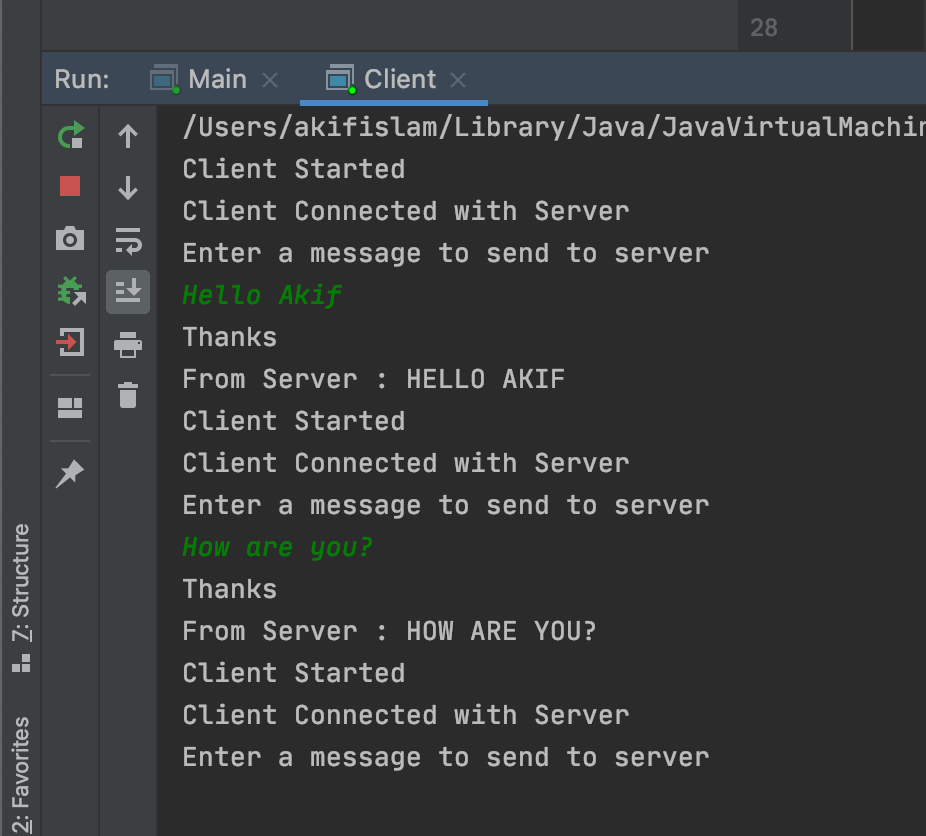 28
Run:
Main
Client
/Users/akifislam/Library/Java/JavaVirtualMachin
Client Started
Client Connected with Server
Enter a message to send to server
Hello Akif
Thanks
From Server : HELLO AKIF
Client Started
Client Connected with Server
Enter a message to send to server
How are you?
Thanks
From Server : HOW ARE YOU?
Client Started
Client Connected with Server
Enter a message to send to server
7: Structure
2: Favorites